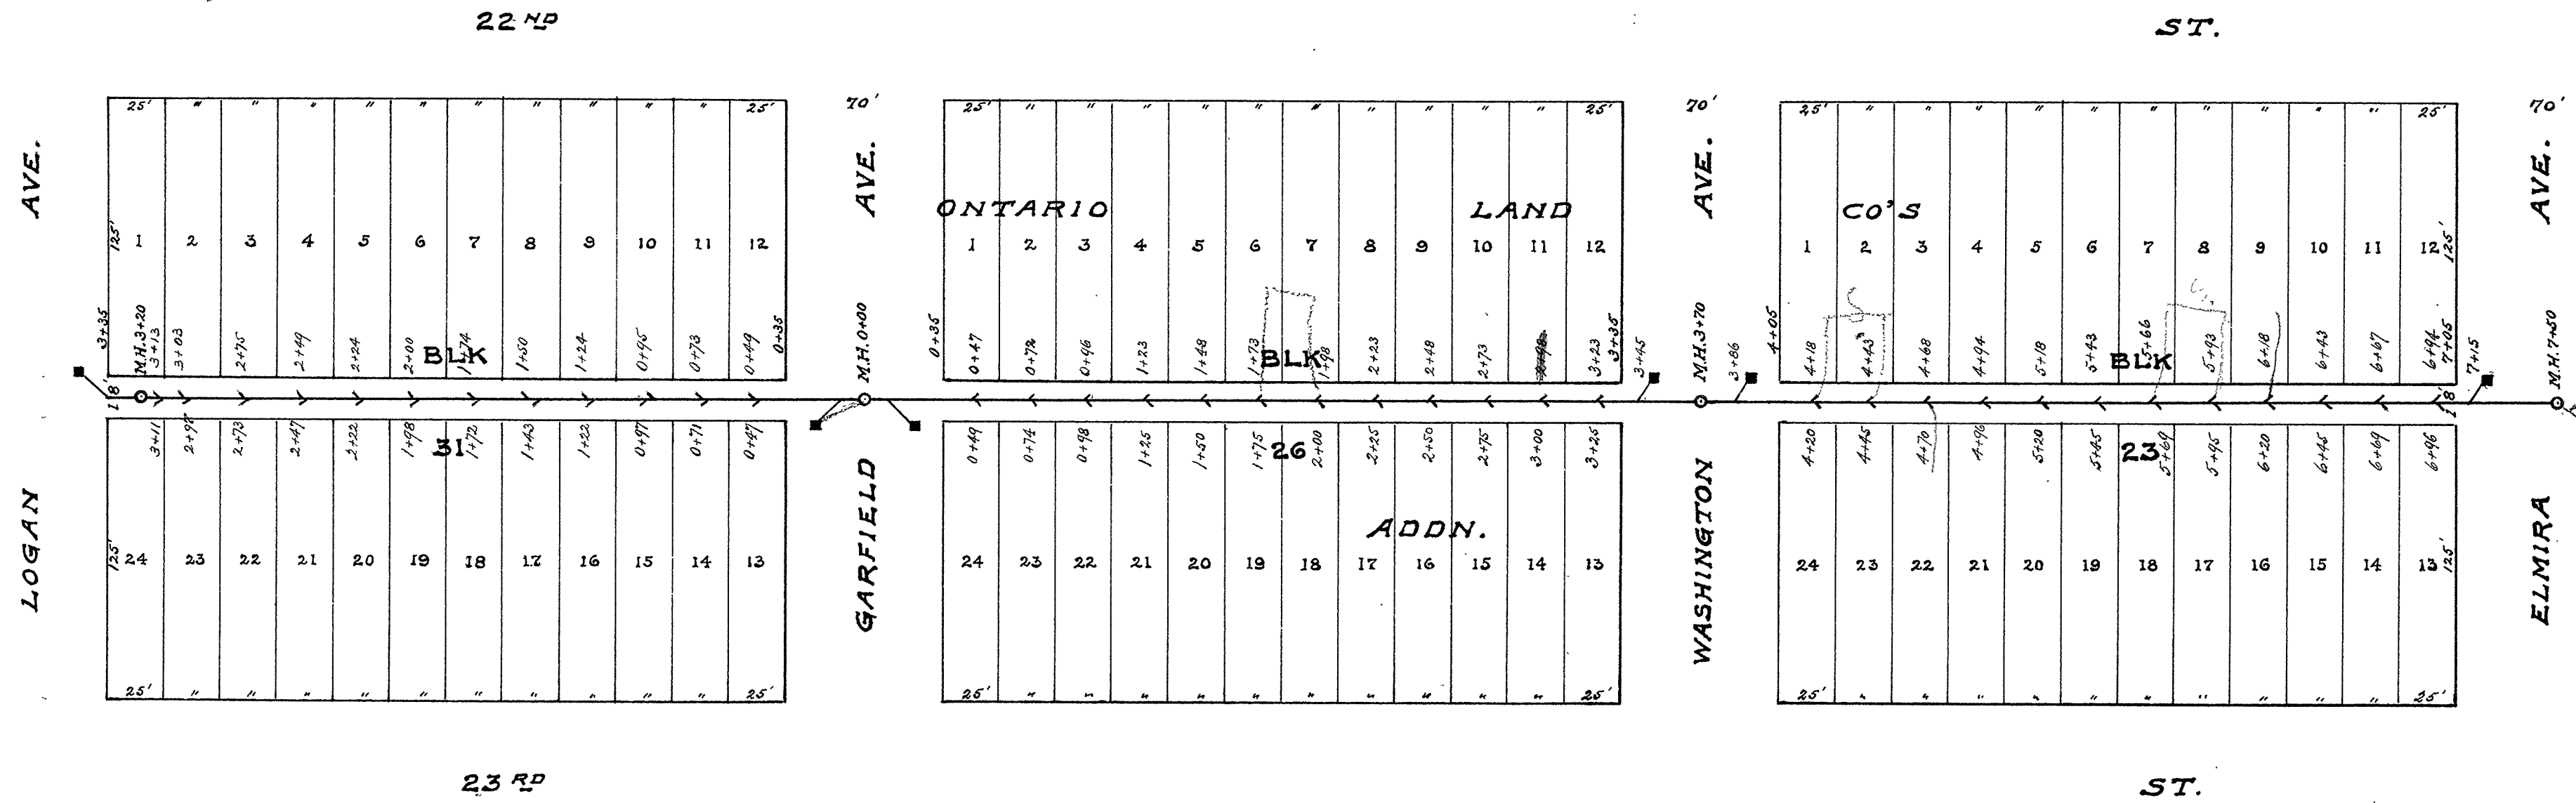 22ND ST.
25' " " " " " " " " " " 25' 70' 25' " " " " " " " " " " 25' 70' 25' " " " " " " " " " " 25' 70'
AVE. AVE. AVE. AVE.
ONTARIO LAND CO'S
125' 1 2 3 4 5 6 7 8 9 10 11 12 1 2 3 4 5 6 7 8 9 10 11 12 1 2 3 4 5 6 7 8 9 10 11 12 125'
3+35 M.H.3+20 3+13 3+03 2+75 2+49 2+24 2+00 1+74 1+50 1+24 0+95 0+73 0+49 0+35 M.H.0+00 0+35 0+47 0+72 0+96 1+23 1+48 1+73 1+98 2+23 2+48 2+73 3+23 3+35 3+45 M.H.3+70 3+86 4+05 4+18 4+43 4+68 4+94 5+18 5+43 5+66 5+93 6+18 6+43 6+67 6+94 7+05 7+15 M.H.7+50
BLK BLK BLK
18' 18'
3+11 2+97 2+73 2+47 2+22 1+98 1+72 1+43 1+22 0+97 0+71 0+47 0+49 0+74 0+98 1+25 1+50 1+75 2+00 2+25 2+50 2+75 3+00 3+25 4+20 4+45 4+70 4+96 5+20 5+45 5+69 5+95 6+20 6+45 6+69 6+96
31 26 23
LOGAN GARFIELD WASHINGTON ELMIRA
ADDN.
125' 24 23 22 21 20 19 18 17 16 15 14 13 24 23 22 21 20 19 18 17 16 15 14 13 24 23 22 21 20 19 18 17 16 15 14 13 125'
25' " " " " " " " " " " 25' 25' " " " " " " " " " " 25' 25' " " " " " " " " " " 25'
23RD ST.